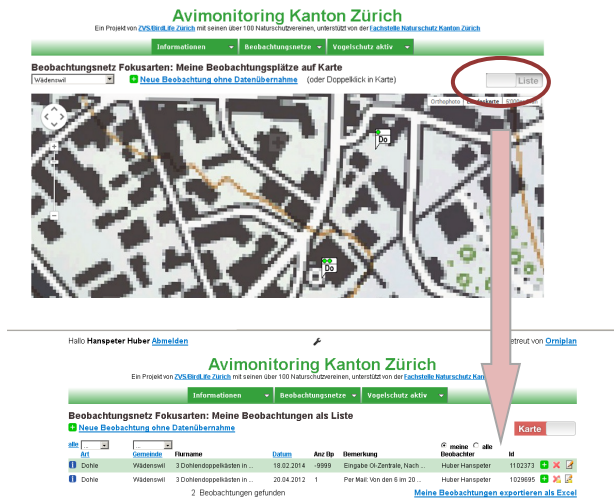 Avimonitoring Kanton Zürich
Ein Projekt von ZVS/BirdLife Zürich mit seinen über 100 Naturschutzvereinen, unterstützt von der Fachstelle Naturschutz Kanton Zürich
Informationen Beobachtungsnetze Vogelschutz aktiv
Beobachtungsnetz Fokusarten: Meine Beobachtungsplätze auf Karte
Wädenswil Neue Beobachtung ohne Datenübernahme (oder Doppelklick in Karte) Liste
Orthophoto | Landeskarte |
Do
Do
Hallo Hanspeter Huber Abmelden etreut von Orniplan
Avimonitoring Kanton Zürich
Ein Projekt von ZVS/BirdLife Zürich mit seinen über 100 Naturschutzvereinen, unterstützt von der Fachstelle Naturschutz Kan
Informationen Beobachtungsnetze Vogelschutz aktiv
Beobachtungsnetz Fokusarten: Meine Beobachtungen als Liste
Neue Beobachtung ohne Datenübernahme Karte
alle ... ... meine alle
Art Gemeinde Flurname Datum Anz Bp Bemerkung Beobachter Id
Dohle Wädenswil 3 Dohlendoppelkästen in ... 18.02.2014 -9999 Eingabe Ol-Zentrale, Nach ... Huber Hanspeter 1102373
Dohle Wädenswil 3 Dohlendoppelkästen in ... 20.04.2012 1 Per Mail: Von den 6 im 20 ... Huber Hanspeter 1029695
2 Beobachtungen gefunden Meine Beobachtungen exportieren als Excel